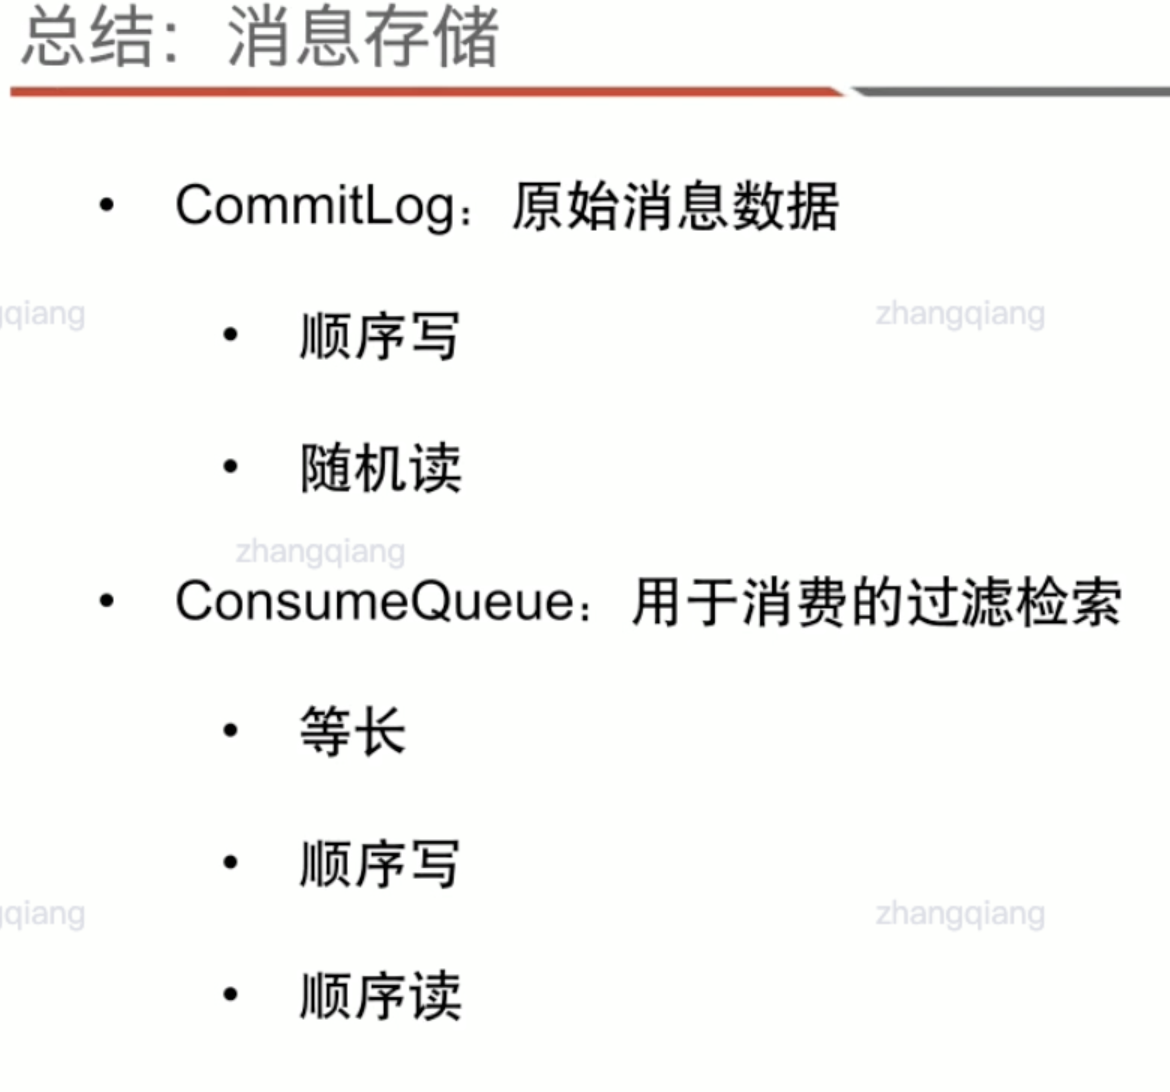 总结：消息存储
• CommitLog：原始消息数据
• 顺序写
zhangqiang
• 随机读
zhangqiang
• ConsumeQueue：用于消费的过滤检索
• 等长
• 顺序写
zhangqiang
• 顺序读